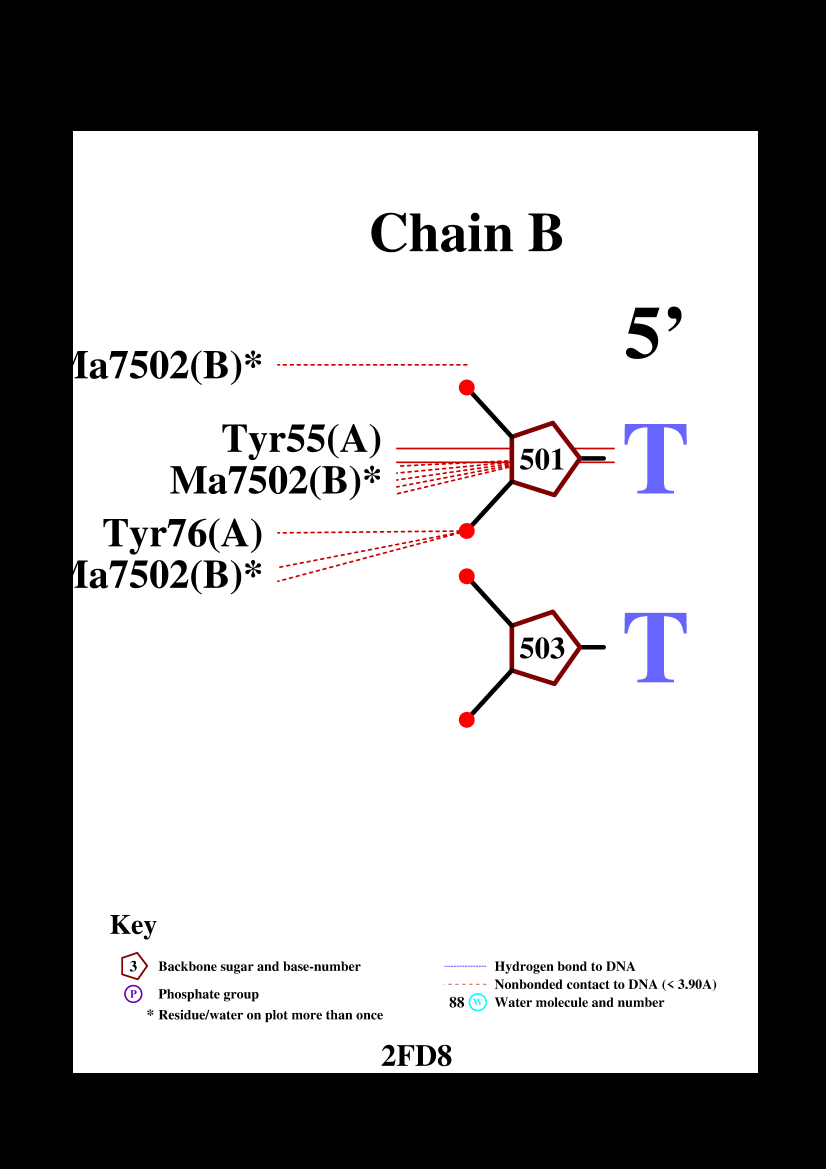 Chain B
5’
Ma7502(B)*
Tyr55(A)
501
T
Ma7502(B)*
Tyr76(A)
Ma7502(B)*
503
T
Key
3 Backbone sugar and base-number
P Phosphate group
* Residue/water on plot more than once
Hydrogen bond to DNA
Nonbonded contact to DNA (< 3.90A)
88 W Water molecule and number
2FD8